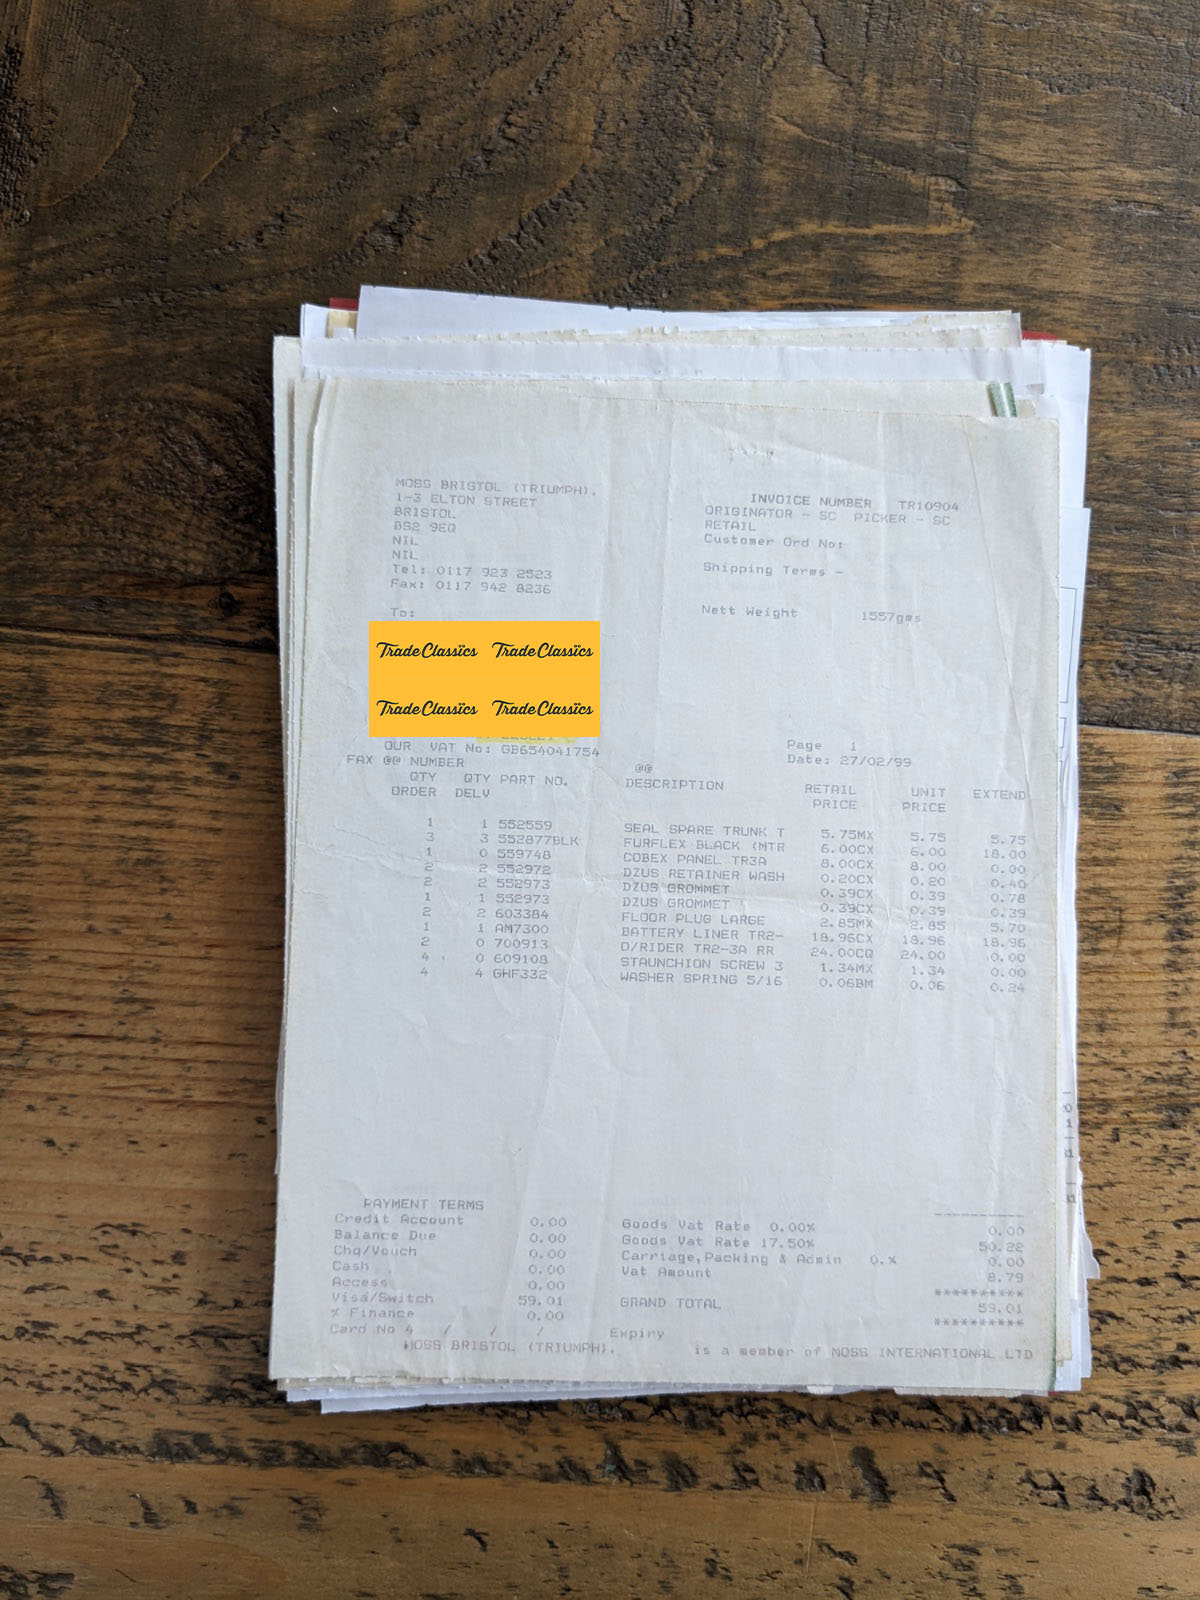 MOSS BRISTOL (TRIUMPH).
1-3 ELTON STREET
BRISTOL
BS2 9EQ
NIL
NIL
Tel: 0117 923 2523
Fax: 0117 942 8236
To:
INVOICE NUMBER TR10904
ORIGINATOR - SC PICKER - SC
RETAIL
Customer Ord No:
Shipping Terms -
Nett Weight 1557gms
TradeClassics TradeClassics
TradeClassics TradeClassics
OUR VAT No: GB654041754
FAX @@ NUMBER @@
Page 1
Date: 27/02/99
QTY ORDER QTY DELV PART NO. DESCRIPTION RETAIL PRICE UNIT PRICE EXTEND
1 1 552559 SEAL SPARE TRUNK T 5.75MX 5.75 5.75
3 3 552877BLK FURFLEX BLACK (MTR 6.00CX 6.00 18.00
1 0 559748 COBEX PANEL TR3A 8.00CX 8.00 0.00
2 2 552972 DZUS RETAINER WASH 0.20CX 0.20 0.40
2 2 552973 DZUS GROMMET 0.39CX 0.39 0.78
1 1 552973 DZUS GROMMET 0.39CX 0.39 0.39
2 2 603384 FLOOR PLUG LARGE 2.85MX 2.85 5.70
1 1 AM7300 BATTERY LINER TR2- 18.96CX 18.96 18.96
2 0 700913 O/RIDER TR2-3A RR 24.00CQ 24.00 0.00
4 0 609108 STAUNCHION SCREW 3 1.34MX 1.34 0.00
4 4 GHF332 WASHER SPRING 5/16 0.06BM 0.06 0.24
PAYMENT TERMS
Credit Account 0.00
Balance Due 0.00
Chq/Vouch 0.00
Cash 0.00
Access 0.00
Visa/Switch 59.01
% Finance 0.00
Card No 4 / / / Expiry
Goods Vat Rate 0.00% 0.00
Goods Vat Rate 17.50% 50.22
Carriage,Packing & Admin 0.% 0.00
Vat Amount 8.79
**********
GRAND TOTAL 59.01
**********
MOSS BRISTOL (TRIUMPH). is a member of MOSS INTERNATIONAL LTD